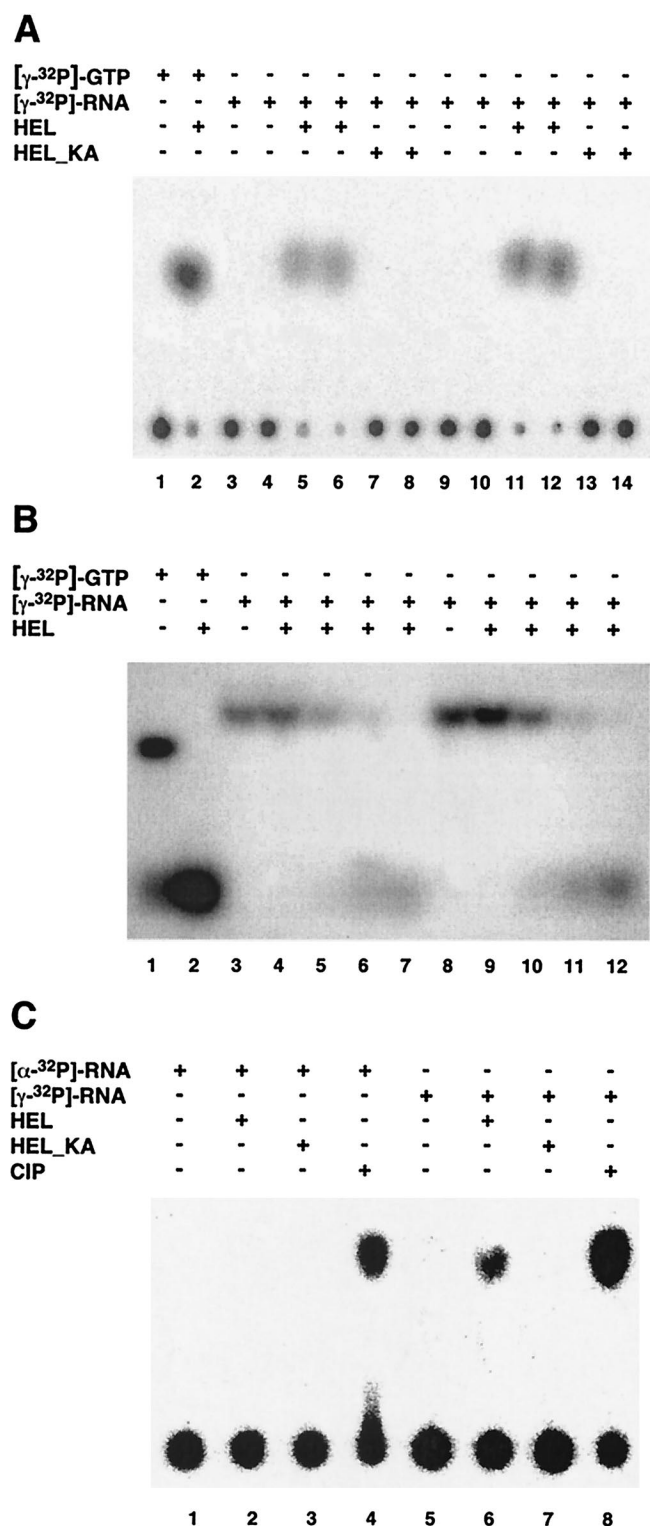 A
[γ-³²P]-GTP + + - - - - - - - - - - - -
[γ-³²P]-RNA - - + + + + + + + + + + + +
HEL - + - - + + - - - - + + - -
HEL_KA - - - - - - + + - - - - + +
1 2 3 4 5 6 7 8 9 10 11 12 13 14
B
[γ-³²P]-GTP + + - - - - - - - - - -
[γ-³²P]-RNA - - + + + + + + + + + +
HEL - + - + + + + - + + + +
1 2 3 4 5 6 7 8 9 10 11 12
C
[α-³²P]-RNA + + + + - - - -
[γ-³²P]-RNA - - - - + + + +
HEL - + - - - + - -
HEL_KA - - + - - - + -
CIP - - - + - - - +
1 2 3 4 5 6 7 8